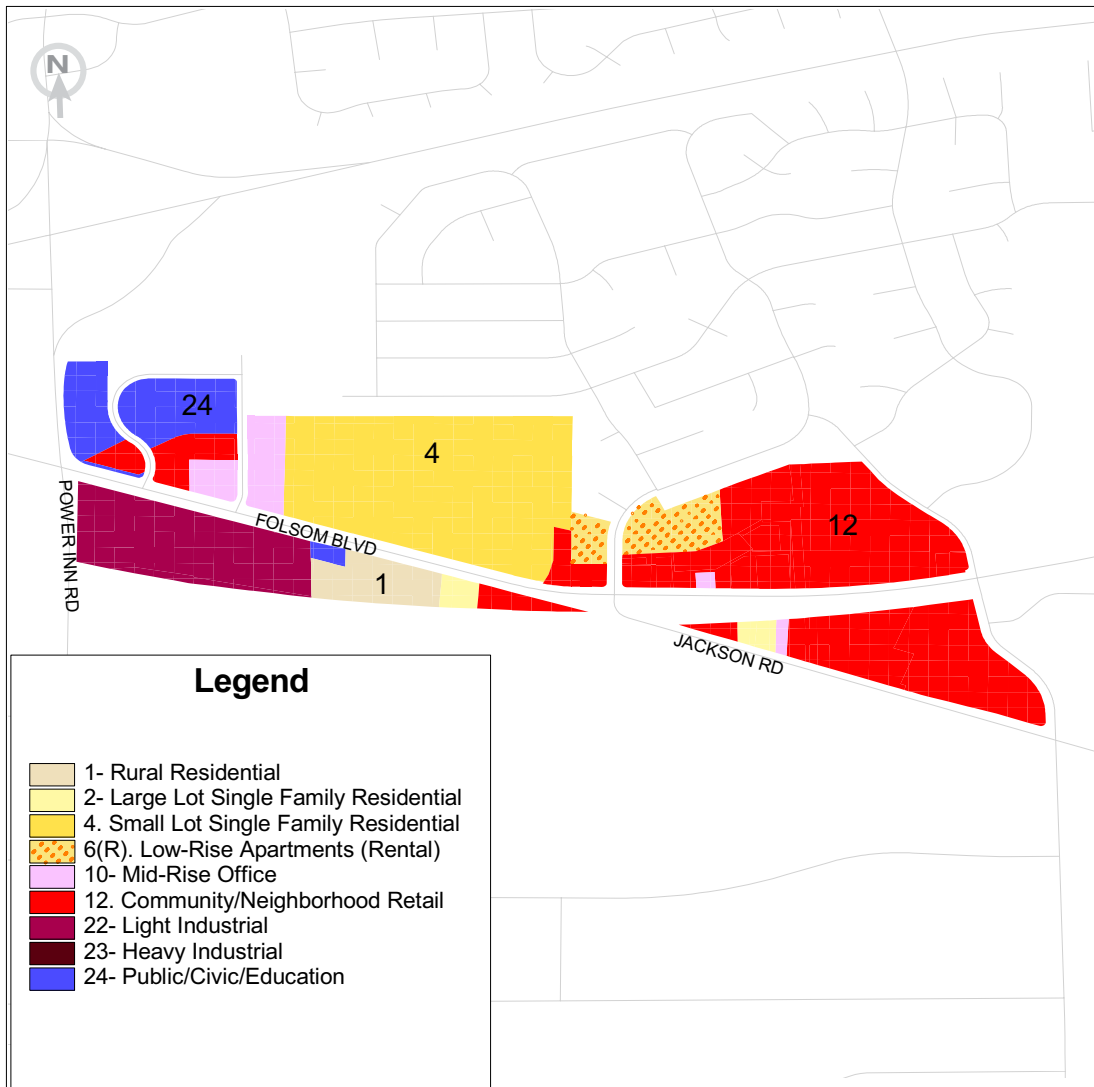 N
24
4
12
1
FOLSOM BLVD
POWER INN RD
JACKSON RD
Legend
1- Rural Residential
2- Large Lot Single Family Residential
4. Small Lot Single Family Residential
6(R). Low-Rise Apartments (Rental)
10- Mid-Rise Office
12. Community/Neighborhood Retail
22- Light Industrial
23- Heavy Industrial
24- Public/Civic/Education